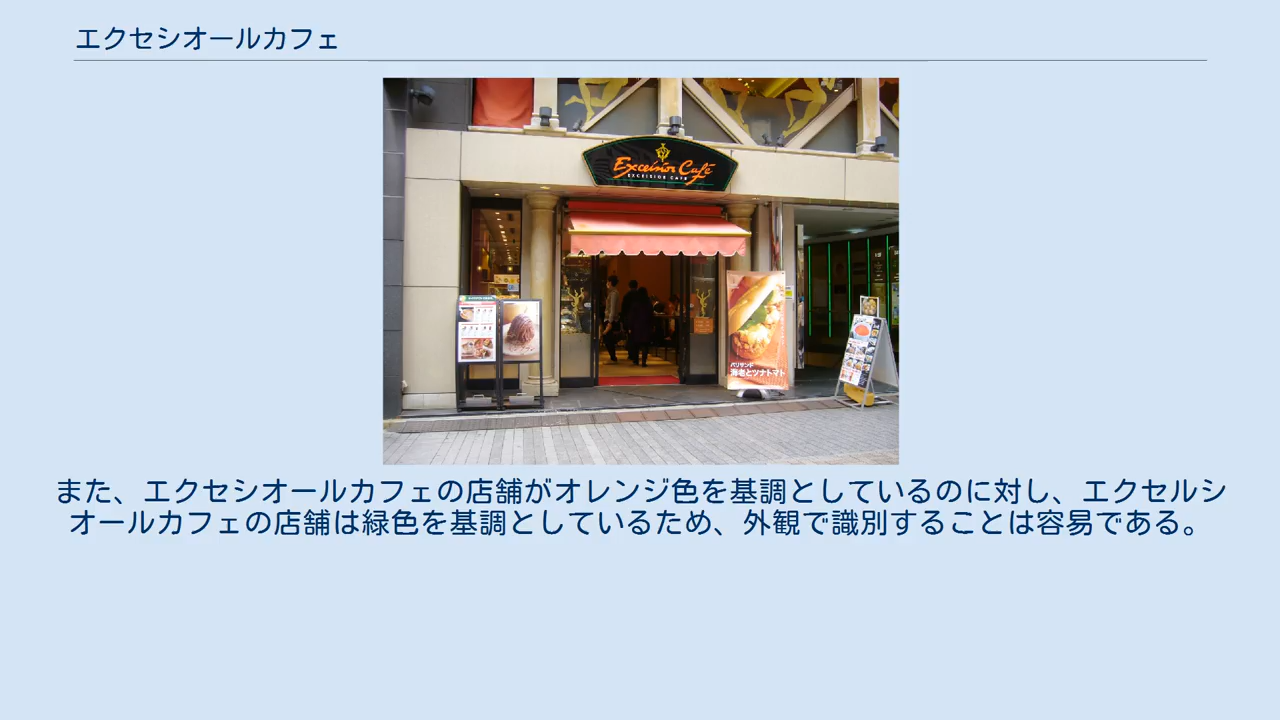 エクセシオールカフェ
Excelsior Café
EXCELSIOR CAFE
パリサンド
海老とツナトマト
また、エクセシオールカフェの店舗がオレンジ色を基調としているのに対し、エクセルシ
オールカフェの店舗は緑色を基調としているため、外観で識別することは容易である。